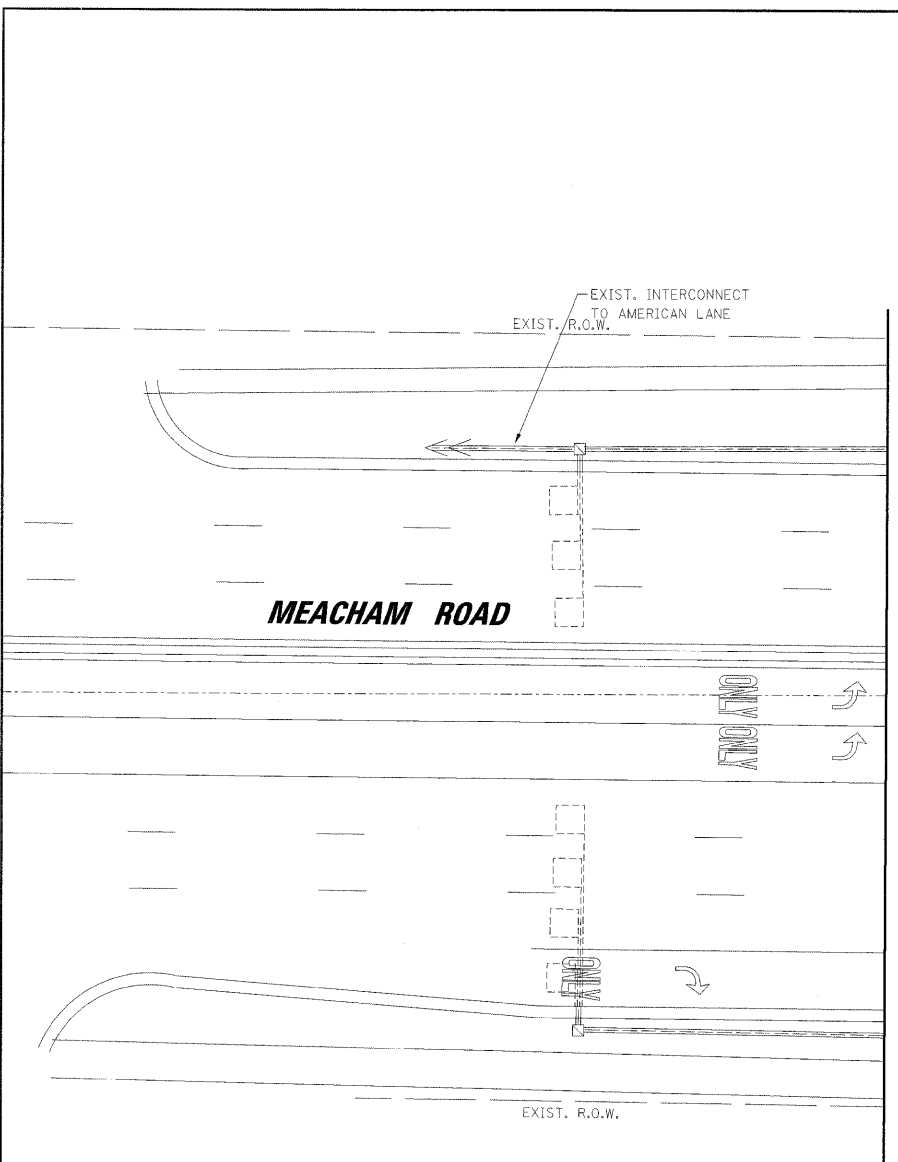 EXIST. INTERCONNECT
TO AMERICAN LANE
EXIST. R.O.W.
MEACHAM ROAD
ONLY
ONLY
ONLY
EXIST. R.O.W.